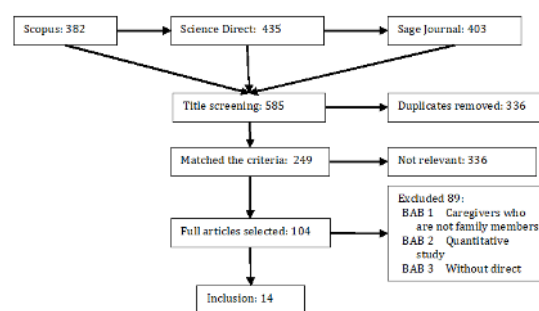 Scopus: 382
Science Direct: 435
Sage Journal: 403
Title screening: 585
Duplicates removed: 336
Matched the criteria: 249
Not relevant: 336
Full articles selected: 104
Excluded 89:
BAB 1 Caregivers who
are not family members
BAB 2 Quantitative
study
BAB 3 Without direct
Inclusion: 14